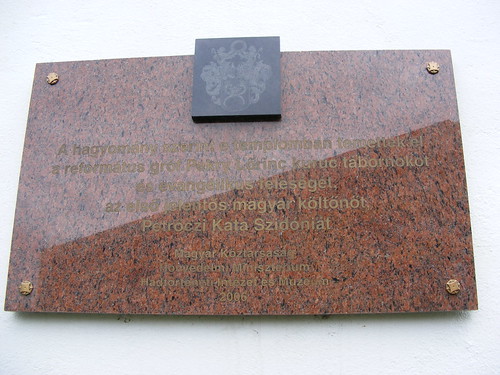 A hagyomány szerint e templomban temették el
a református gróf Pekry Lőrinc kuruc tábornokot
és evangélikus feleségét,
az első jelentős magyar költőnőt,
Petrőczi Kata Szidóniát
Magyar Köztársaság
Honvédelmi Minisztérium
Hadtörténeti Intézet és Múzeum